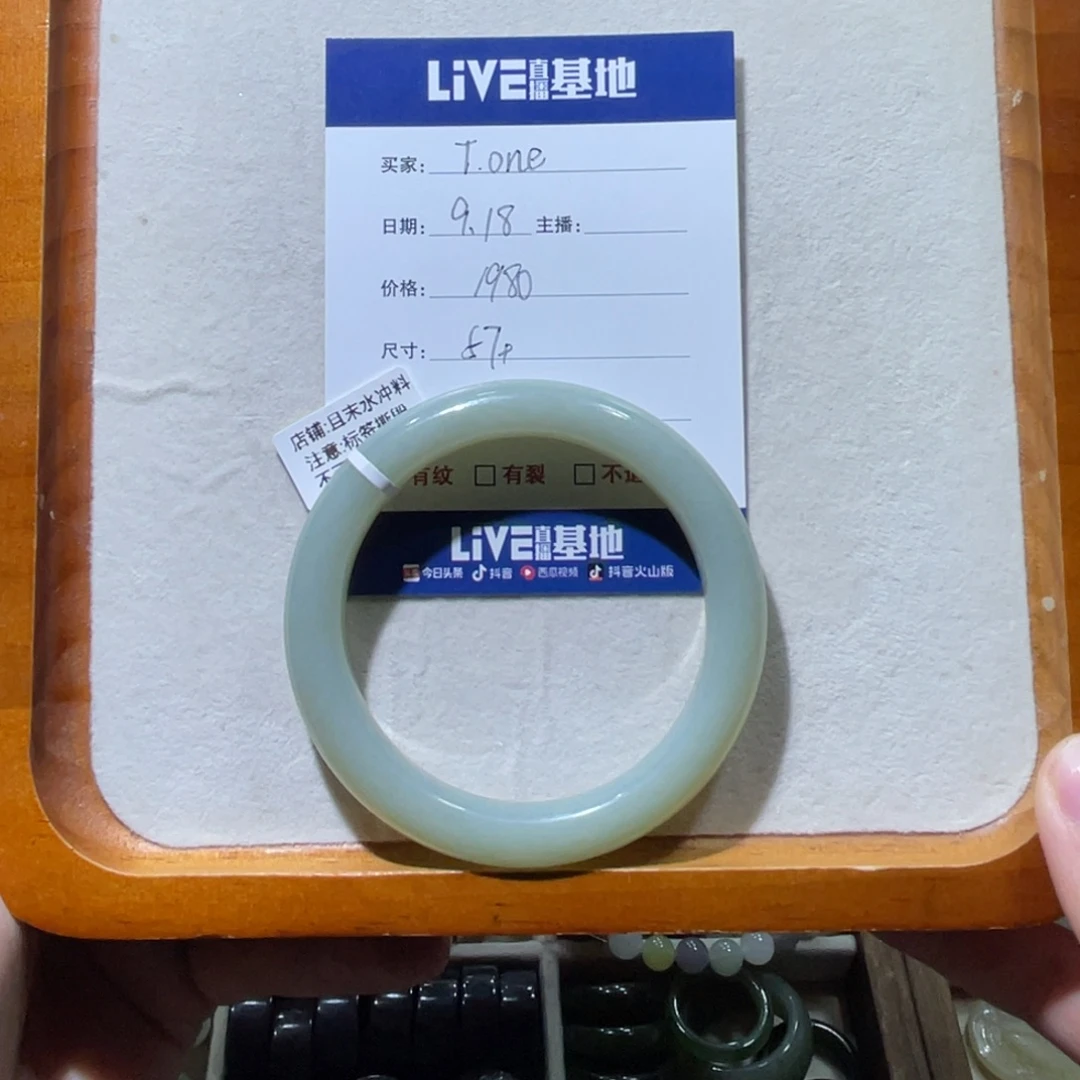 LiVE直播基地
买家: T.one
日期: 9.18 主播:
价格: 1980
尺寸: 57+
店铺:且末水冲料
注意:标签撕毁
不
有纹 □有裂 □不退
LiVE直播基地
今日头条 抖音 西瓜视频 抖音火山版